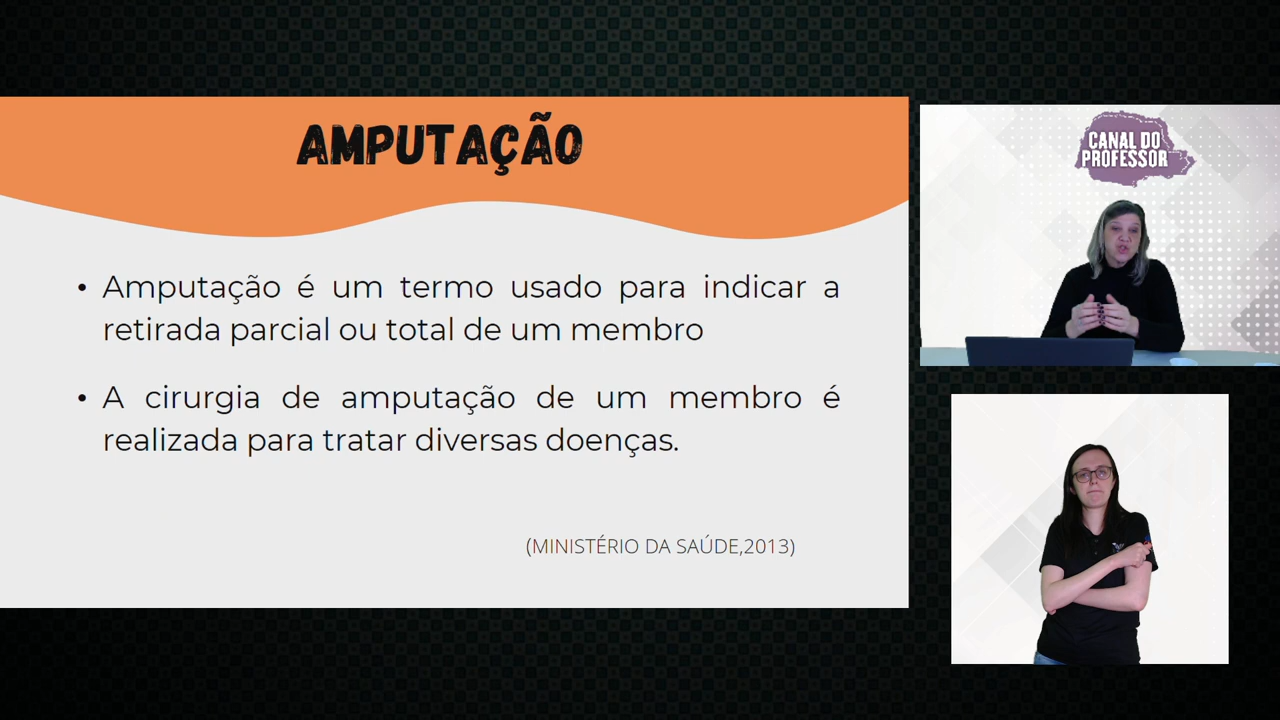 AMPUTAÇÃO
• Amputação é um termo usado para indicar a
retirada parcial ou total de um membro
• A cirurgia de amputação de um membro é
realizada para tratar diversas doenças.
(MINISTÉRIO DA SAÚDE,2013)
CANAL DO
PROFESSOR